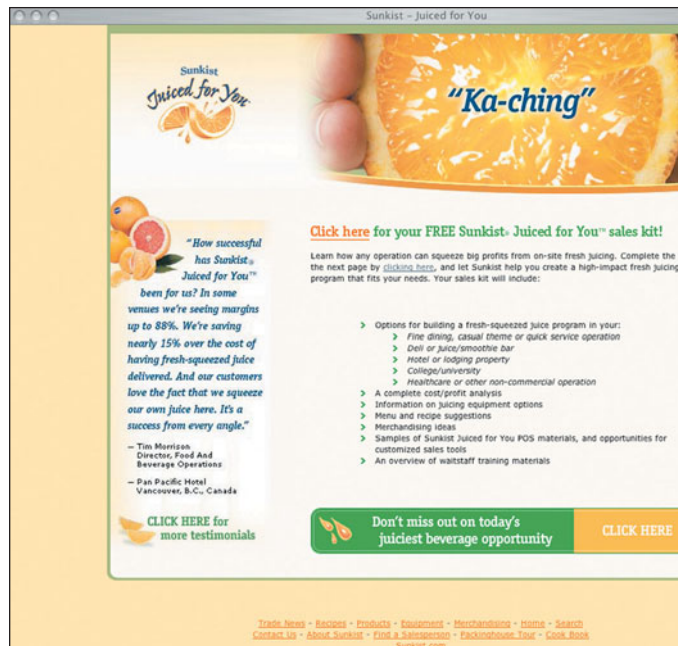 Sunkist – Juiced for You
Sunkist
Juiced for You™
“Ka-ching”
“How successful
has Sunkist®
Juiced for You™
been for us? In some
venues we're seeing margins
up to 88%. We're saving
nearly 15% over the cost of
having fresh-squeezed juice
delivered. And our customers
love the fact that we squeeze
our own juice here. It's a
success from every angle.”
— Tim Morrison
Director, Food And
Beverage Operations
— Pan Pacific Hotel
Vancouver, B.C., Canada
CLICK HERE for
more testimonials
Click here for your FREE Sunkist® Juiced for You™ sales kit!
Learn how any operation can squeeze big profits from on-site fresh juicing. Complete the
the next page by clicking here, and let Sunkist help you create a high-impact fresh juicing
program that fits your needs. Your sales kit will include:
Options for building a fresh-squeezed juice program in your:
Fine dining, casual theme or quick service operation
Deli or juice/smoothie bar
Hotel or lodging property
College/university
Healthcare or other non-commercial operation
A complete cost/profit analysis
Information on juicing equipment options
Menu and recipe suggestions
Merchandising ideas
Samples of Sunkist Juiced for You POS materials, and opportunities for
customized sales tools
An overview of waitstaff training materials
Don't miss out on today's
juiciest beverage opportunity
CLICK HERE
Trade News - Recipes - Products - Equipment - Merchandising - Home - Search
Contact Us - About Sunkist - Find a Salesperson - Packinghouse Tour - Cook Book
Sunkist.com